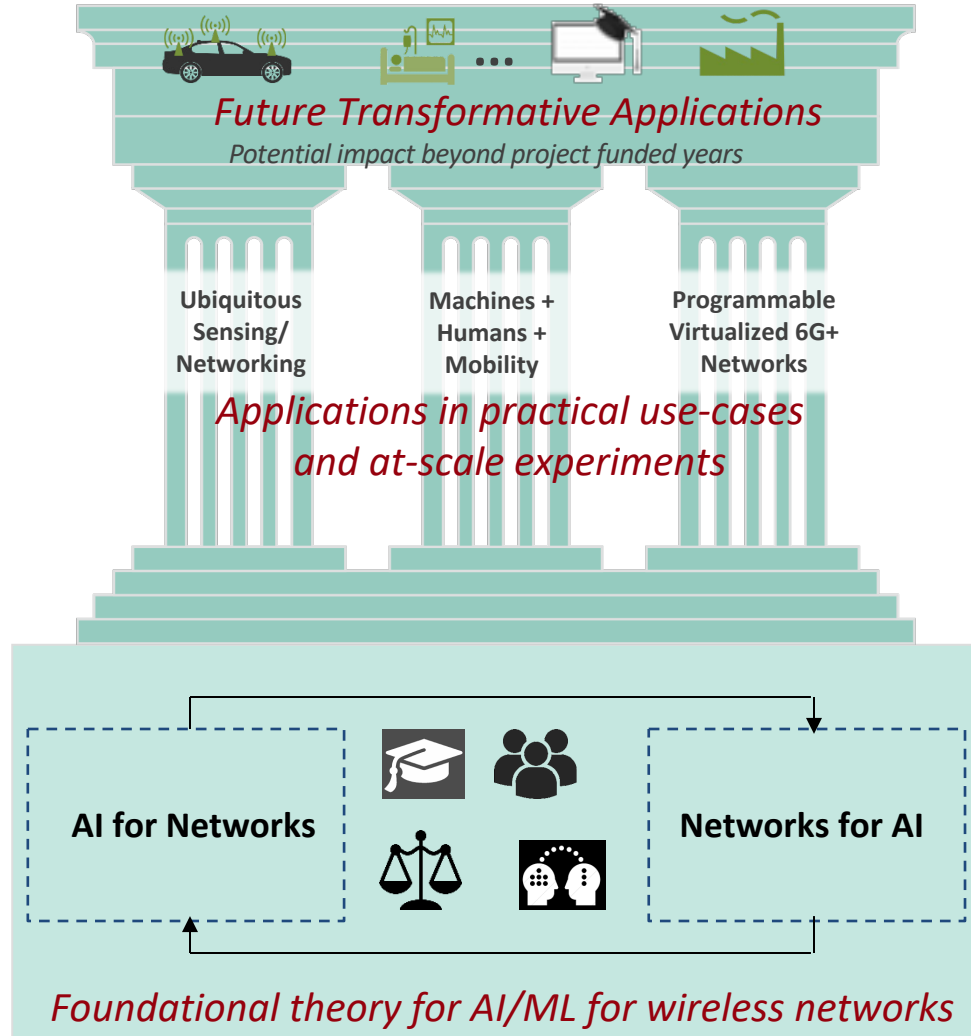 Future Transformative Applications
Potential impact beyond project funded years
Ubiquitous
Sensing/
Networking
Machines +
Humans +
Mobility
Programmable
Virtualized 6G+
Networks
Applications in practical use-cases
and at-scale experiments
AI for Networks
Networks for AI
Foundational theory for AI/ML for wireless networks